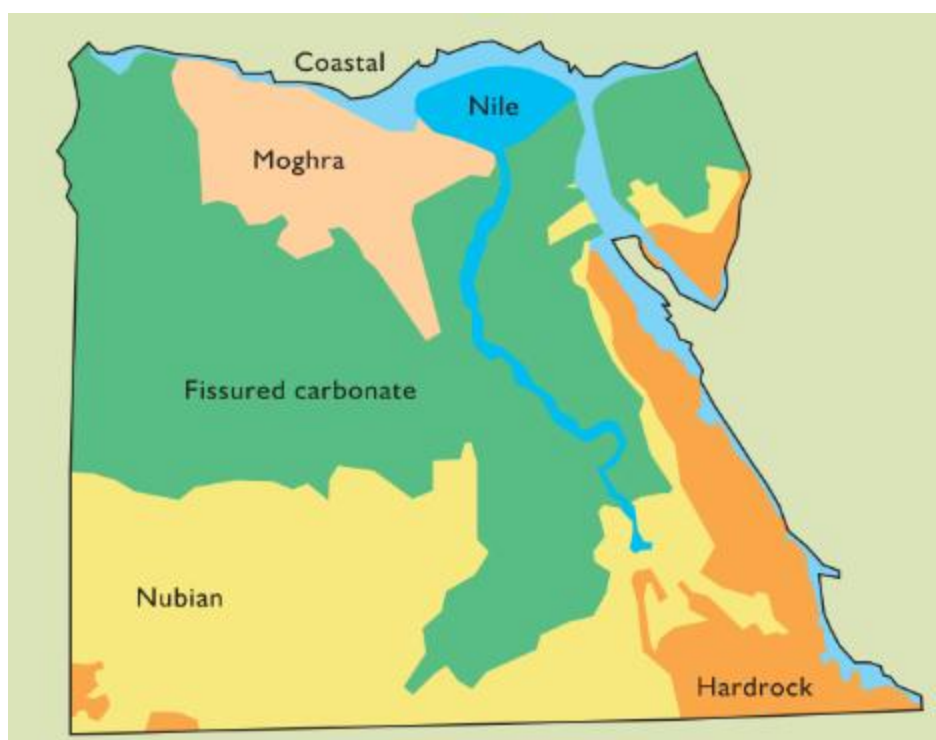 Coastal
Nile
Moghra
Fissured carbonate
Nubian
Hardrock